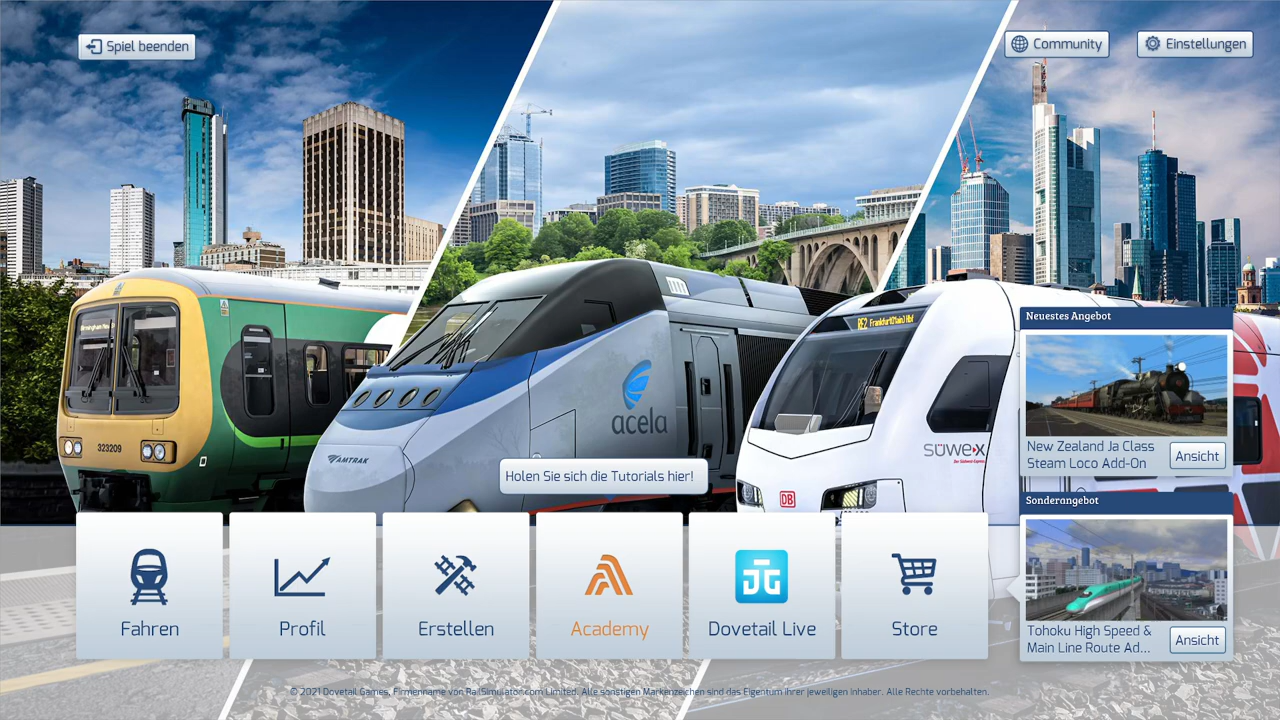 Spiel beenden
Community
Einstellungen
RE2 Frankfurt(Main) Hbf
323209
acela
AMTRAK
süwex
DB
Neuestes Angebot
New Zealand Ja Class
Steam Loco Add-On
Ansicht
Holen Sie sich die Tutorials hier!
Sonderangebot
Tohoku High Speed &
Main Line Route Ad...
Ansicht
Fahren
Profil
Erstellen
Academy
Dovetail Live
Store
© 2021 Dovetail Games, Firmenname von RailSimulator.com Limited. Alle sonstigen Markenzeichen sind das Eigentum ihrer jeweiligen Inhaber. Alle Rechte vorbehalten.